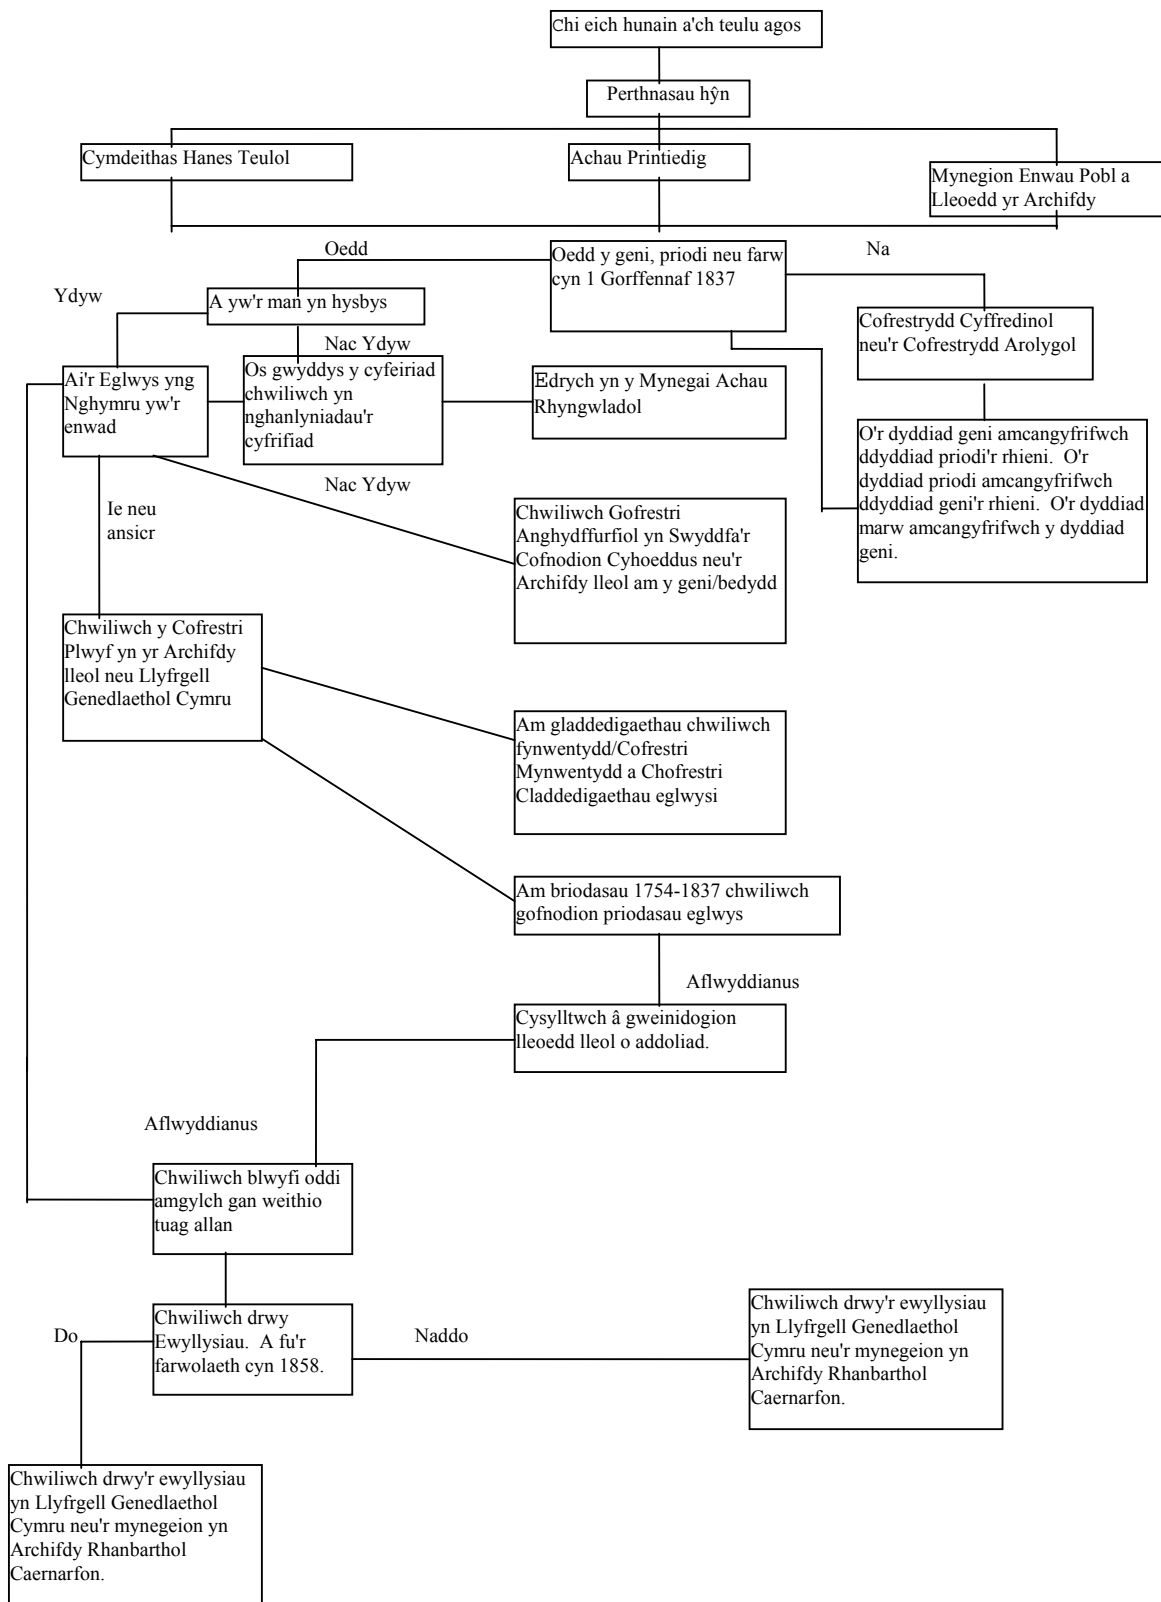 Chi eich hunain a'ch teulu agos
Perthnasau hŷn
Cymdeithas Hanes Teulol
Achau Printiedig
Mynegion Enwau Pobl a
Lleoedd yr Archifdy
Oedd
Oedd y geni, priodi neu farw
cyn 1 Gorffennaf 1837
Na
Ydyw
A yw'r man yn hysbys
Cofrestrydd Cyffredinol
neu'r Cofrestrydd Arolygol
Nac Ydyw
Ai'r Eglwys yng
Nghymru yw'r
enwad
Os gwyddys y cyfeiriad
chwiliwch yn
nghanlyniadau'r
cyfrifiad
Edrych yn y Mynegai Achau
Rhyngwladol
O'r dyddiad geni amcangyfrifwch
ddyddiad priodi'r rhieni.  O'r
dyddiad priodi amcangyfrifwch
ddyddiad geni'r rhieni.  O'r dyddiad
marw amcangyfrifwch y dyddiad
geni.
Nac Ydyw
Ie neu
ansicr
Chwiliwch Gofrestri
Anghydffurfiol yn Swyddfa'r
Cofnodion Cyhoeddus neu'r
Archifdy lleol am y geni/bedydd
Chwiliwch y Cofrestri
Plwyf yn yr Archifdy
lleol neu Llyfrgell
Genedlaethol Cymru
Am gladdedigaethau chwiliwch
fynwentydd/Cofrestri
Mynwentydd a Chofrestri
Claddedigaethau eglwysi
Am briodasau 1754-1837 chwiliwch
gofnodion priodasau eglwys
Aflwyddianus
Cysylltwch â gweinidogion
lleoedd lleol o addoliad.
Aflwyddianus
Chwiliwch blwyfi oddi
amgylch gan weithio
tuag allan
Chwiliwch drwy
Ewyllysiau.  A fu'r
farwolaeth cyn 1858.
Do
Naddo
Chwiliwch drwy'r ewyllysiau
yn Llyfrgell Genedlaethol
Cymru neu'r mynegeion yn
Archifdy Rhanbarthol
Caernarfon.
Chwiliwch drwy'r ewyllysiau
yn Llyfrgell Genedlaethol
Cymru neu'r mynegeion yn
Archifdy Rhanbarthol
Caernarfon.